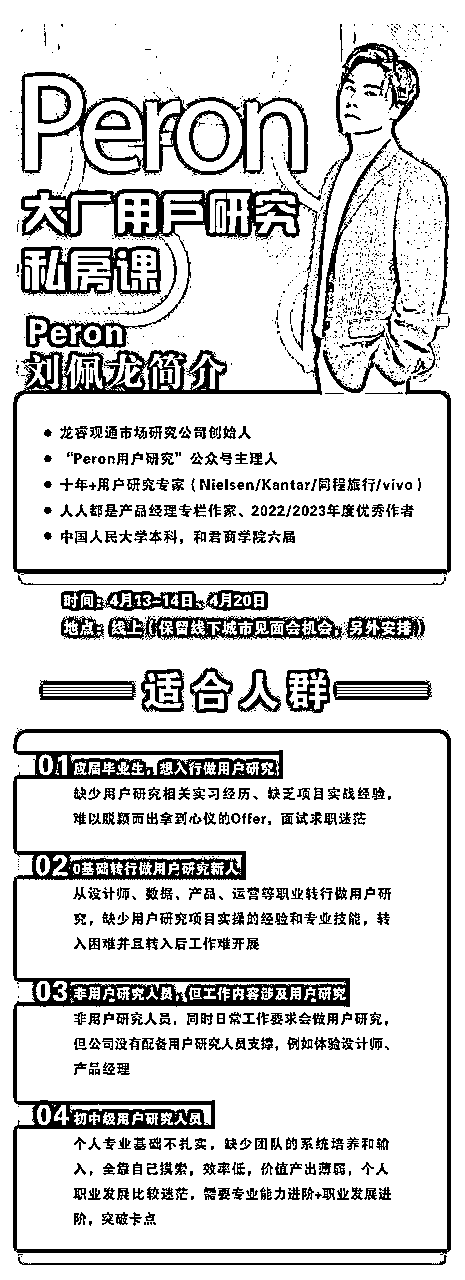 Peron
大厂用户研究
私房课
Peron
刘佩龙简介
● 龙睿观通市场研究公司创始人
● “Peron用户研究”公众号主理人
● 十年+用户研究专家（Nielsen/Kantar/同程旅行/vivo）
● 人人都是产品经理专栏作家、2022/2023年度优秀作者
● 中国人民大学本科，和君商学院六届
时间：4月13-14日、4月20日
地点：线上（保留线下城市见面会机会，另外安排）
适合人群
01 应届毕业生，想入行做用户研究
缺少用户研究相关实习经历、缺乏项目实战经验，
难以脱颖而出拿到心仪的Offer，面试求职迷茫
02 0基础转行做用户研究新人
从设计师、数据、产品、运营等职业转行做用户研
究，缺少用户研究项目实操的经验和专业技能，转
入困难并且转入后工作难开展
03 非用户研究人员，但工作内容涉及用户研究
非用户研究人员，同时日常工作要求会做用户研究，
但公司没有配备用户研究人员支撑，例如体验设计师、
产品经理
04 初中级用户研究人员
个人专业基础不扎实，缺少团队的系统培养和输
入，全靠自己摸索，效率低，价值产出薄弱，个人
职业发展比较迷茫，需要专业能力进阶+职业发展进
阶，突破卡点